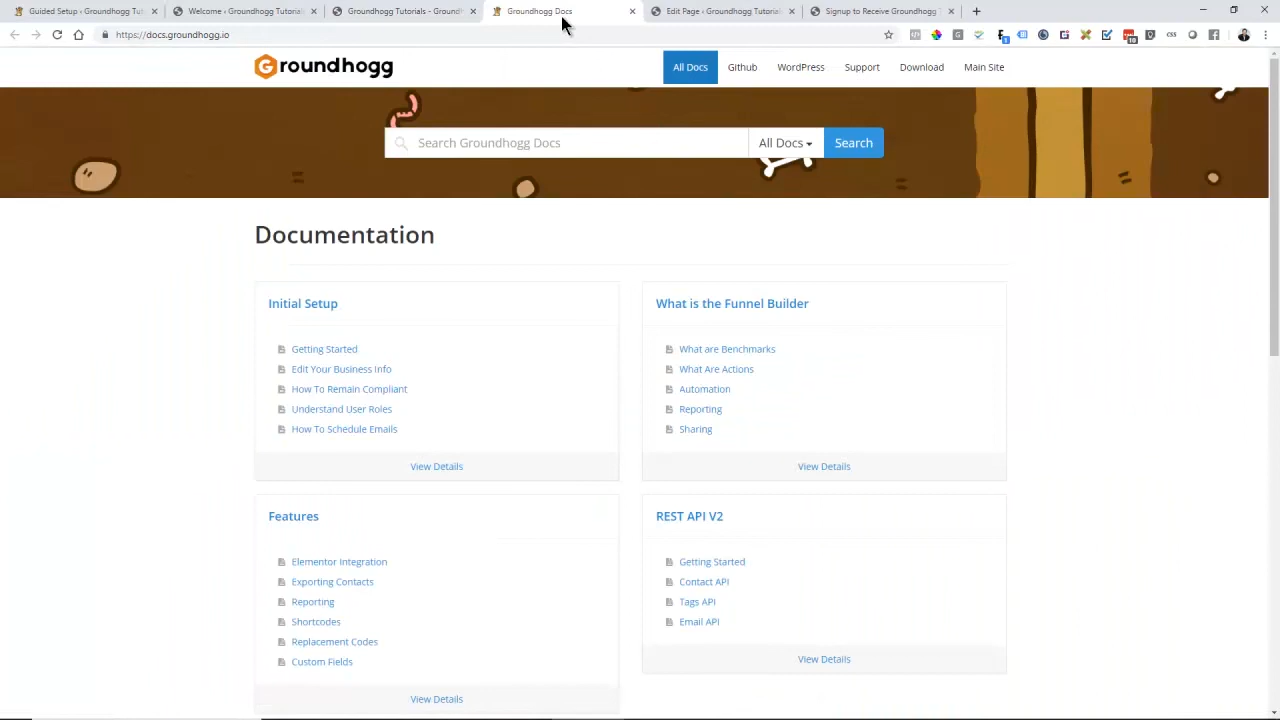 Guided Setup ‹ Groundhogg Tu
Welcome ‹ Groundhogg Tutorials
Groundhogg Tutorials – Groundh
Groundhogg Docs
Edit Page ‹ Groundhogg Tutorials
Signup to Receive Groundhogg T
https://docs.groundhogg.io
Groundhogg
All Docs
Github
WordPress
Support
Download
Main Site
Search Groundhogg Docs
All Docs
Search
Documentation
Initial Setup
Getting Started
Edit Your Business Info
How To Remain Compliant
Understand User Roles
How To Schedule Emails
View Details
What is the Funnel Builder
What are Benchmarks
What Are Actions
Automation
Reporting
Sharing
View Details
Features
Elementor Integration
Exporting Contacts
Reporting
Shortcodes
Replacement Codes
Custom Fields
View Details
REST API V2
Getting Started
Contact API
Tags API
Email API
View Details